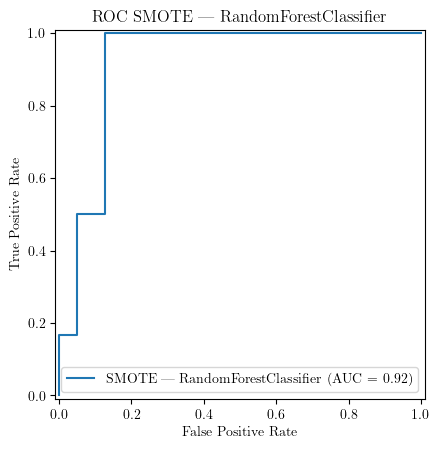 ROC SMOTE — RandomForestClassifier
1.0
0.8
0.6
0.4
0.2
0.0
True Positive Rate
SMOTE — RandomForestClassifier (AUC = 0.92)
0.0 0.2 0.4 0.6 0.8 1.0
False Positive Rate